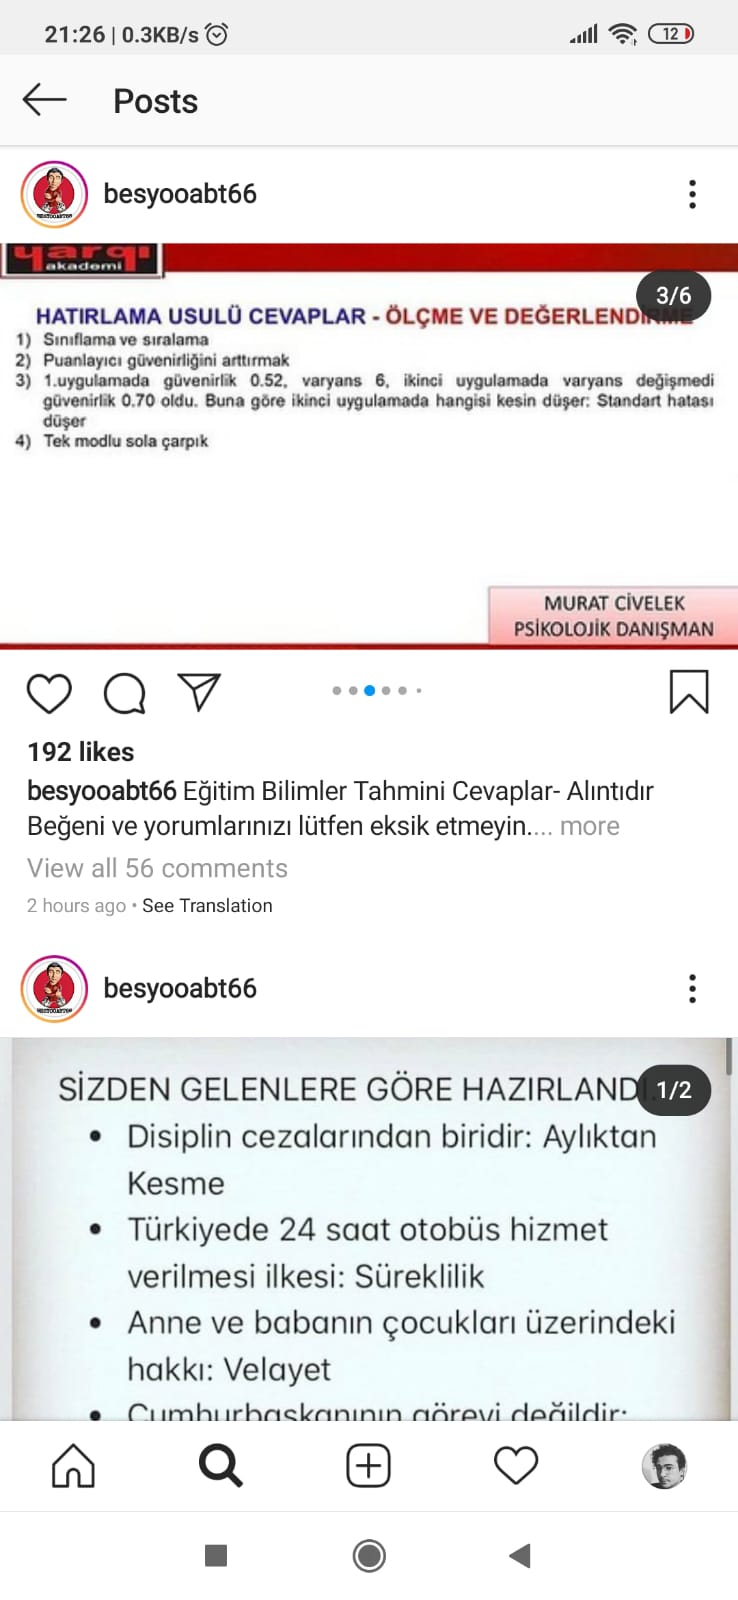 21:26 | 0.3KB/s
12
Posts
besyooabt66
yargı
akademi
3/6
HATIRLAMA USULÜ CEVAPLAR - ÖLÇME VE DEĞERLENDİRME
1) Sınıflama ve sıralama
2) Puanlayıcı güvenirliğini arttırmak
3) 1.uygulamada güvenirlik 0.52, varyans 6, ikinci uygulamada varyans değişmedi
güvenirlik 0.70 oldu. Buna göre ikinci uygulamada hangisi kesin düşer: Standart hatası
düşer
4) Tek modlu sola çarpık
MURAT CİVELEK
PSİKOLOJİK DANIŞMAN
192 likes
besyooabt66 Eğitim Bilimler Tahmini Cevaplar- Alıntıdır
Beğeni ve yorumlarınızı lütfen eksik etmeyin.... more
View all 56 comments
2 hours ago • See Translation
besyooabt66
SİZDEN GELENLERE GÖRE HAZIRLANDI
1/2
• Disiplin cezalarından biridir: Aylıktan
Kesme
• Türkiyede 24 saat otobüs hizmet
verilmesi ilkesi: Süreklilik
• Anne ve babanın çocukları üzerindeki
hakkı: Velayet
• Cumhurbaşkanının görevi değildir: